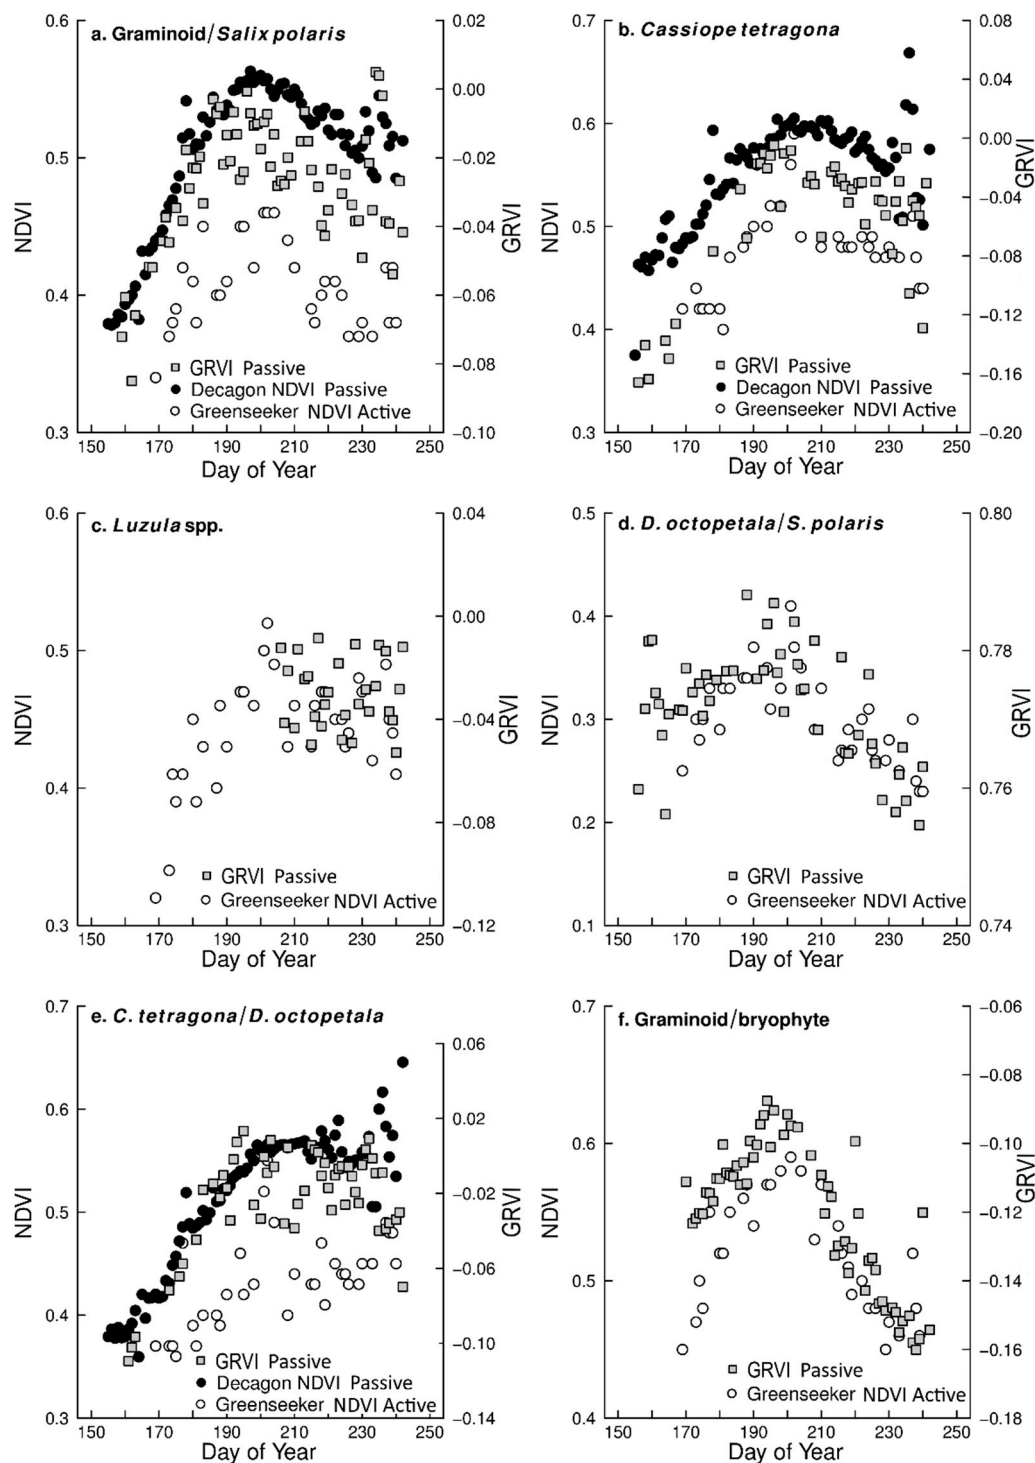 a. Graminoid/Salix polaris
0.6
0.5
0.4
0.3
NDVI
0.02
0.00
−0.02
−0.04
−0.06
−0.08
−0.10
GRVI
GRVI Passive
Decagon NDVI Passive
Greenseeker NDVI Active
150 170 190 210 230 250
Day of Year
b. Cassiope tetragona
0.7
0.6
0.5
0.4
0.3
NDVI
0.08
0.04
0.00
−0.04
−0.08
−0.12
−0.16
−0.20
GRVI
GRVI Passive
Decagon NDVI Passive
Greenseeker NDVI Active
150 170 190 210 230 250
Day of Year
c. Luzula spp.
0.6
0.5
0.4
0.3
NDVI
0.04
0.00
−0.04
−0.08
−0.12
GRVI
GRVI Passive
Greenseeker NDVI Active
150 170 190 210 230 250
Day of Year
d. D. octopetala/S. polaris
0.5
0.4
0.3
0.2
0.1
NDVI
0.80
0.78
0.76
0.74
GRVI
GRVI Passive
Greenseeker NDVI Active
150 170 190 210 230 250
Day of Year
e. C. tetragona/D. octopetala
0.7
0.6
0.5
0.4
0.3
NDVI
0.06
0.02
−0.02
−0.06
−0.10
−0.14
GRVI
GRVI Passive
Decagon NDVI Passive
Greenseeker NDVI Active
150 170 190 210 230 250
Day of Year
f. Graminoid/bryophyte
0.7
0.6
0.5
0.4
NDVI
−0.06
−0.08
−0.10
−0.12
−0.14
−0.16
−0.18
GRVI
GRVI Passive
Greenseeker NDVI Active
150 170 190 210 230 250
Day of Year